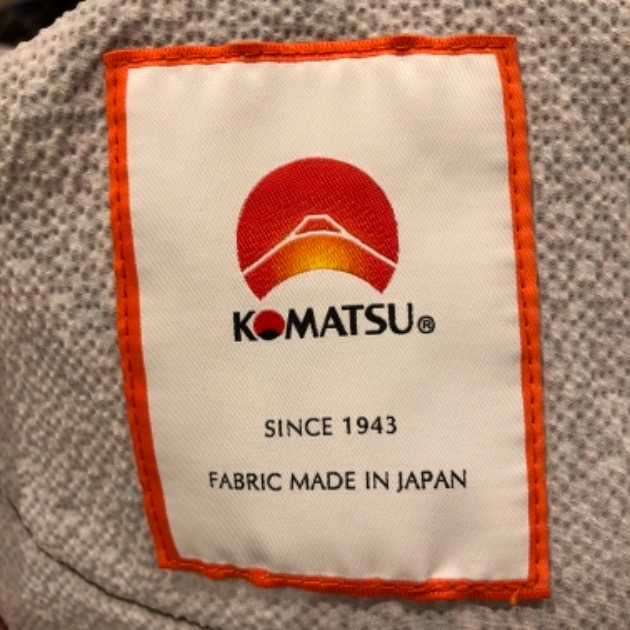 KOMATSU®
SINCE 1943
FABRIC MADE IN JAPAN